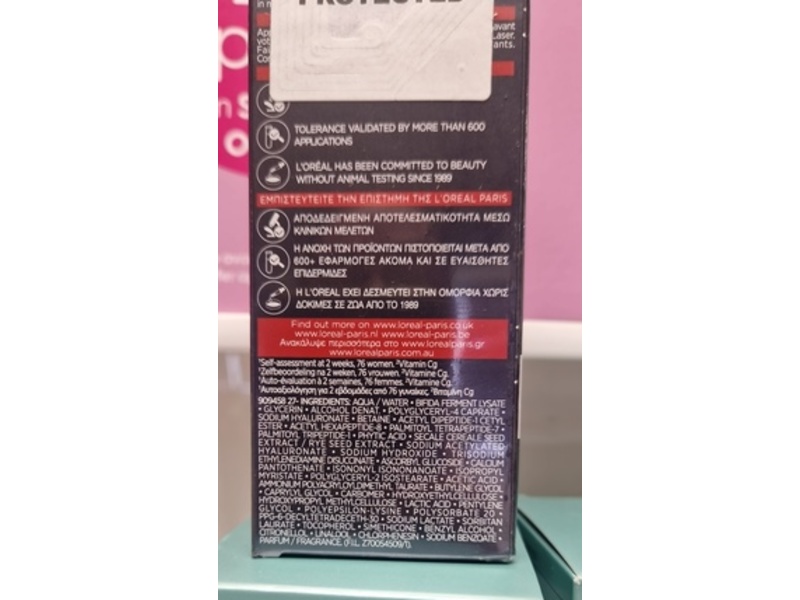 PROTECTED
avant
Laser.
TOLERANCE VALIDATED BY MORE THAN 600
APPLICATIONS
L'ORÉAL HAS BEEN COMMITTED TO BEAUTY
WITHOUT ANIMAL TESTING SINCE 1989
ΕΜΠΙΣΤΕΥΤΕΙΤΕ ΤΗΝ ΕΠΙΣΤΗΜΗ ΤΗΣ L'OREAL PARIS
ΑΠΟΔΕΔΕΙΓΜΕΝΗ ΑΠΟΤΕΛΕΣΜΑΤΙΚΟΤΗΤΑ ΜΕΣΩ
ΚΛΙΝΙΚΩΝ ΜΕΛΕΤΩΝ
Η ΑΝΟΧΗ ΤΩΝ ΠΡΟΪΟΝΤΩΝ ΠΙΣΤΟΠΟΙΕΙΤΑΙ ΜΕΤΑ ΑΠΟ
600+ ΕΦΑΡΜΟΓΕΣ ΑΚΟΜΑ ΚΑΙ ΣΕ ΕΥΑΙΣΘΗΤΕΣ
ΕΠΙΔΕΡΜΙΔΕΣ
Η L'OREAL ΕΧΕΙ ΔΕΣΜΕΥΤΕΙ ΣΤΗΝ ΟΜΟΡΦΙΑ ΧΩΡΙΣ
ΔΟΚΙΜΕΣ ΣΕ ΖΩΑ ΑΠΟ ΤΟ 1989
Find out more on www.loreal-paris.co.uk
www.loreal-paris.nl www.loreal-paris.be
Ανακάλυψε περισσότερα στο www.lorealparis.gr
www.lorealparis.com.au
¹Self-assessment at 2 weeks, 76 women. ²Vitamin Cg
¹Zelfbeoordeling na 2 weken, 76 vrouwen. ²Vitamine Cg.
¹Auto-évaluation à 2 semaines, 76 femmes. ²Vitamine Cg.
¹Αυτοαξιολόγηση για 2 εβδομάδες από 76 γυναίκες. ²Βιταμίνη Cg
909458 27- INGREDIENTS: AQUA / WATER • BIFIDA FERMENT LYSATE
• GLYCERIN • ALCOHOL DENAT. • POLYGLYCERYL-4 CAPRATE •
SODIUM HYALURONATE • BETAINE • ACETYL DIPEPTIDE-1 CETYL
ESTER • ACETYL HEXAPEPTIDE-8 • PALMITOYL TETRAPEPTIDE-7 •
PALMITOYL TRIPEPTIDE-1 • PHYTIC ACID • SECALE CEREALE SEED
EXTRACT / RYE SEED EXTRACT • SODIUM ACETYLATED
HYALURONATE • SODIUM HYDROXIDE • TRISODIUM
ETHYLENEDIAMINE DISUCCINATE • ASCORBYL GLUCOSIDE • CALCIUM
PANTOTHENATE • ISONONYL ISONONANOATE • ISOPROPYL
MYRISTATE • POLYGLYCERYL-2 ISOSTEARATE • ACETIC ACID •
AMMONIUM POLYACRYLOYLDIMETHYL TAURATE • BUTYLENE GLYCOL
• CAPRYLYL GLYCOL • CARBOMER • HYDROXYETHYLCELLULOSE •
HYDROXYPROPYL METHYLCELLULOSE • LACTIC ACID • PENTYLENE
GLYCOL • POLYEPSILON-LYSINE • POLYSORBATE 20 •
PPG-6-DECYLTETRADECETH-30 • SODIUM LACTATE • SORBITAN
LAURATE • TOCOPHEROL • SIMETHICONE • BENZYL ALCOHOL •
CITRONELLOL • LINALOOL • CHLORPHENESIN • SODIUM BENZOATE •
PARFUM / FRAGRANCE. (F.I.L. Z70054509/1).